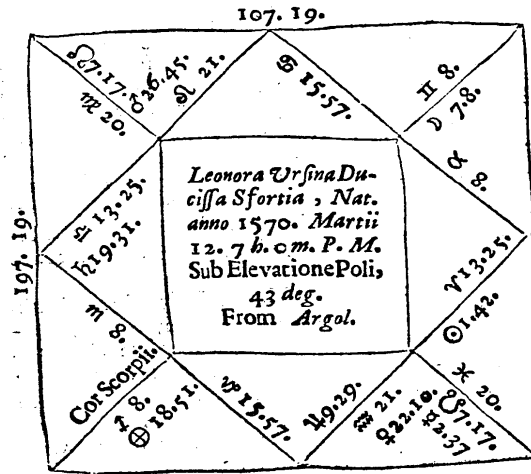 107. 19.
☊7.17.♉26.45.
♍ 20.
♌ 21.
♋ 15.57.
♊ 8.
☽ 7.8.
♉ 8.
♎ 13.25.
♄19.31.
197. 19.
Leonora Ursina Du-
cissa Sfortia , Nat.
anno 1570. Martii
12. 7 h. 0 m. P. M.
Sub Elevatione Poli,
43 deg.
From Argol.
♈13.25.
☉1.42.
♏ 8.
Cor Scorpii.
♐ 8.
⊕ 18.51.
♑ 15.57.
♃9.29.
♒ 21.
♀22.10.
♓ 20.
☋7.17.
☿2.37